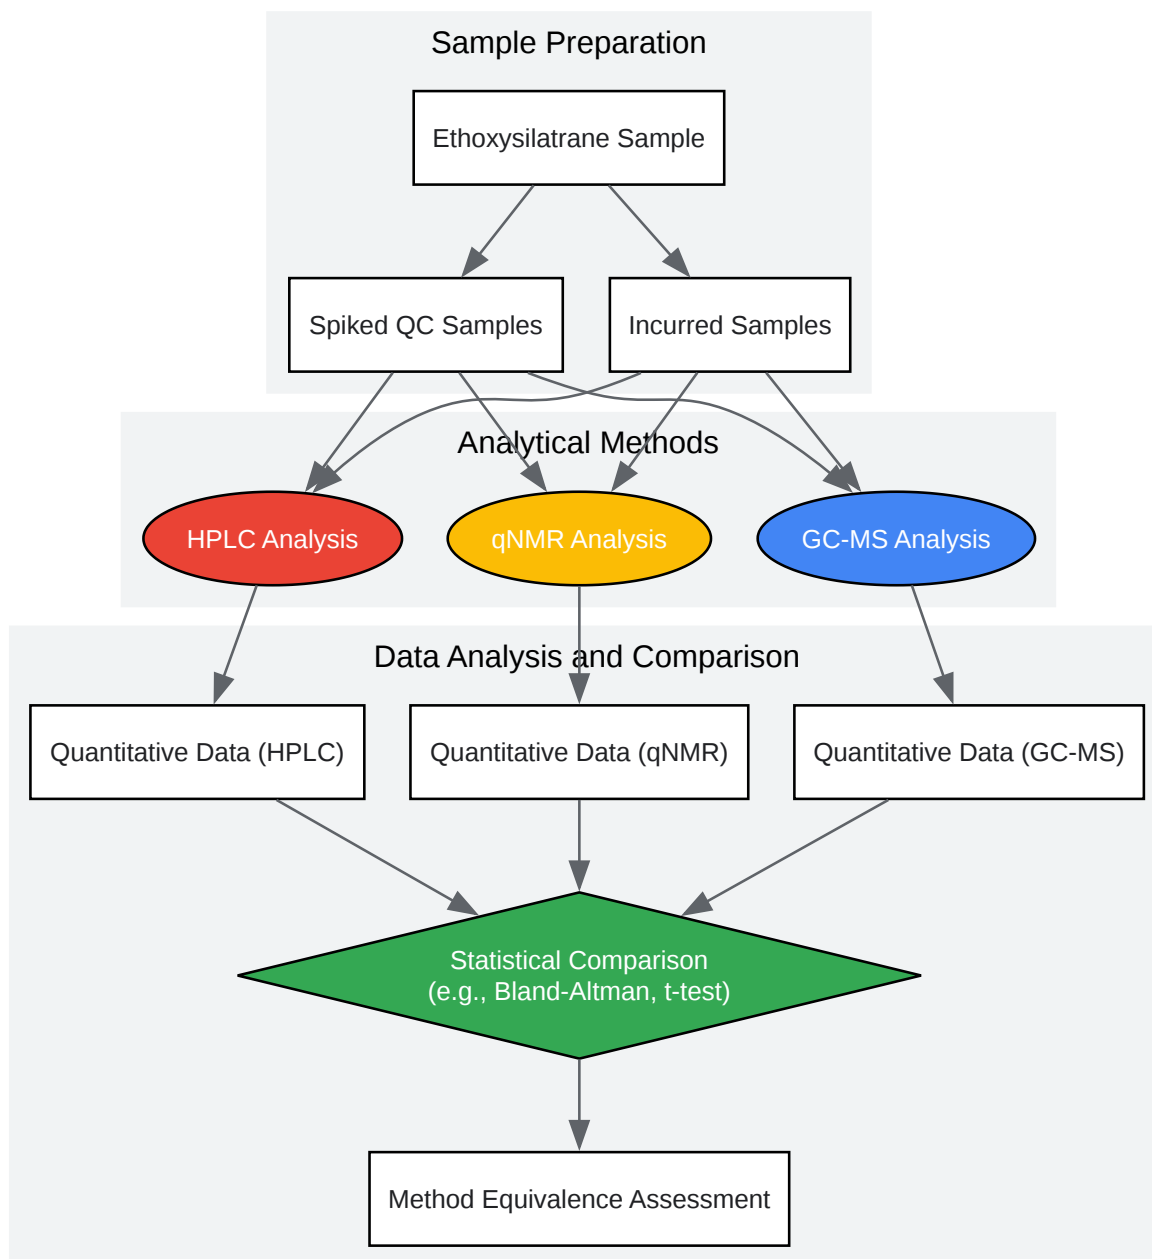 Sample Preparation
Ethoxysilatrane Sample
Spiked QC Samples
Incurred Samples
Analytical Methods
HPLC Analysis
qNMR Analysis
GC-MS Analysis
Data Analysis and Comparison
Quantitative Data (HPLC)
Quantitative Data (qNMR)
Quantitative Data (GC-MS)
Statistical Comparison
(e.g., Bland-Altman, t-test)
Method Equivalence Assessment